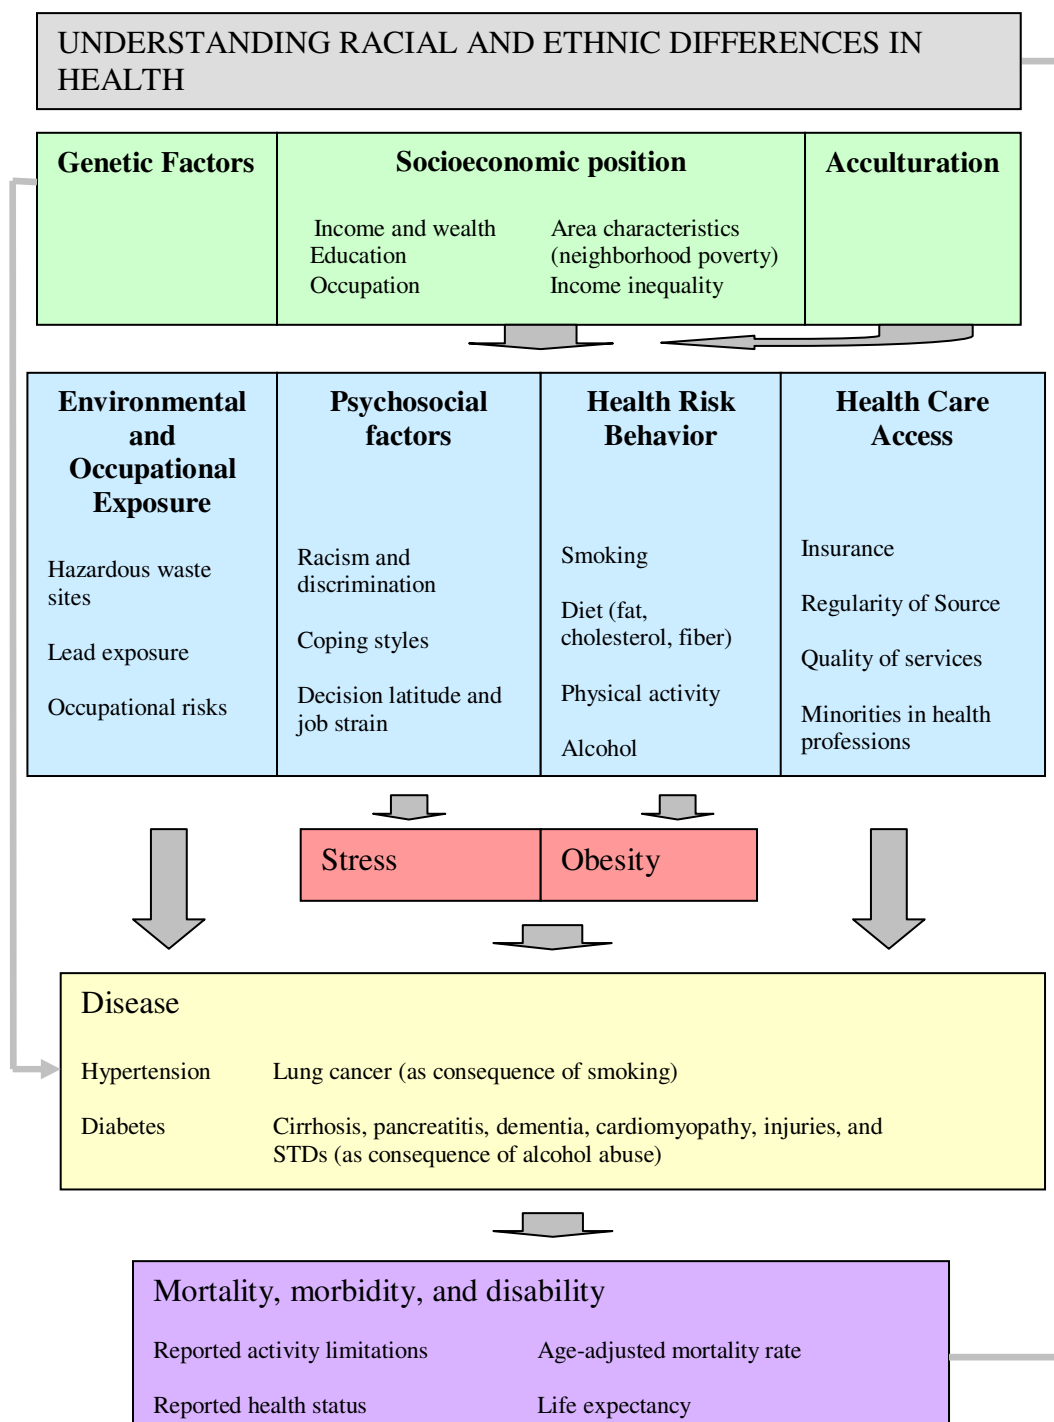 UNDERSTANDING RACIAL AND ETHNIC DIFFERENCES IN
HEALTH
Genetic Factors
Socioeconomic position
Income and wealth
Education
Occupation
Area characteristics
(neighborhood poverty)
Income inequality
Acculturation
Environmental
and
Occupational
Exposure
Hazardous waste
sites
Lead exposure
Occupational risks
Psychosocial
factors
Racism and
discrimination
Coping styles
Decision latitude and
job strain
Health Risk
Behavior
Smoking
Diet (fat,
cholesterol, fiber)
Physical activity
Alcohol
Health Care
Access
Insurance
Regularity of Source
Quality of services
Minorities in health
professions
Stress
Obesity
Disease
Hypertension
Lung cancer (as consequence of smoking)
Diabetes
Cirrhosis, pancreatitis, dementia, cardiomyopathy, injuries, and
STDs (as consequence of alcohol abuse)
Mortality, morbidity, and disability
Reported activity limitations
Age-adjusted mortality rate
Reported health status
Life expectancy